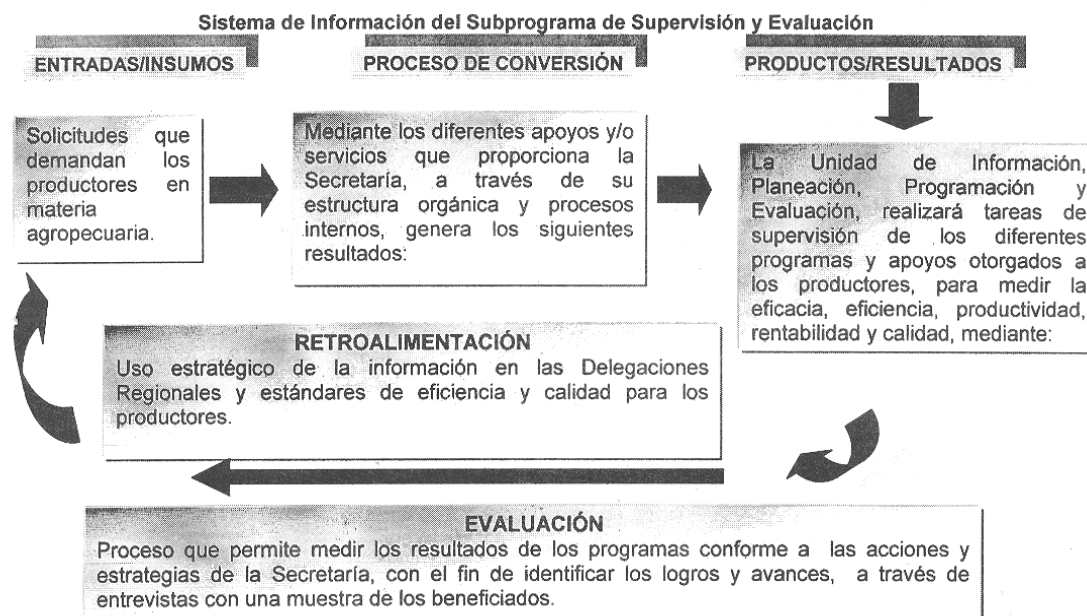 Sistema de Información del Subprograma de Supervisión y Evaluación
ENTRADAS/INSUMOS
PROCESO DE CONVERSIÓN
PRODUCTOS/RESULTADOS
Solicitudes que
demandan los
productores en
materia
agropecuaria.
Mediante los diferentes apoyos y/o
servicios que proporciona la
Secretaría, a través de su
estructura orgánica y procesos
internos, genera los siguientes
resultados:
La Unidad de Información,
Planeación, Programación y
Evaluación, realizará tareas de
supervisión de los diferentes
programas y apoyos otorgados a
los productores, para medir la
eficacia, eficiencia, productividad,
rentabilidad y calidad, mediante:
RETROALIMENTACIÓN
Uso estratégico de la información en las Delegaciones
Regionales y estándares de eficiencia y calidad para los
productores.
EVALUACIÓN
Proceso que permite medir los resultados de los programas conforme a las acciones y
estrategias de la Secretaría, con el fin de identificar los logros y avances, a través de
entrevistas con una muestra de los beneficiados.